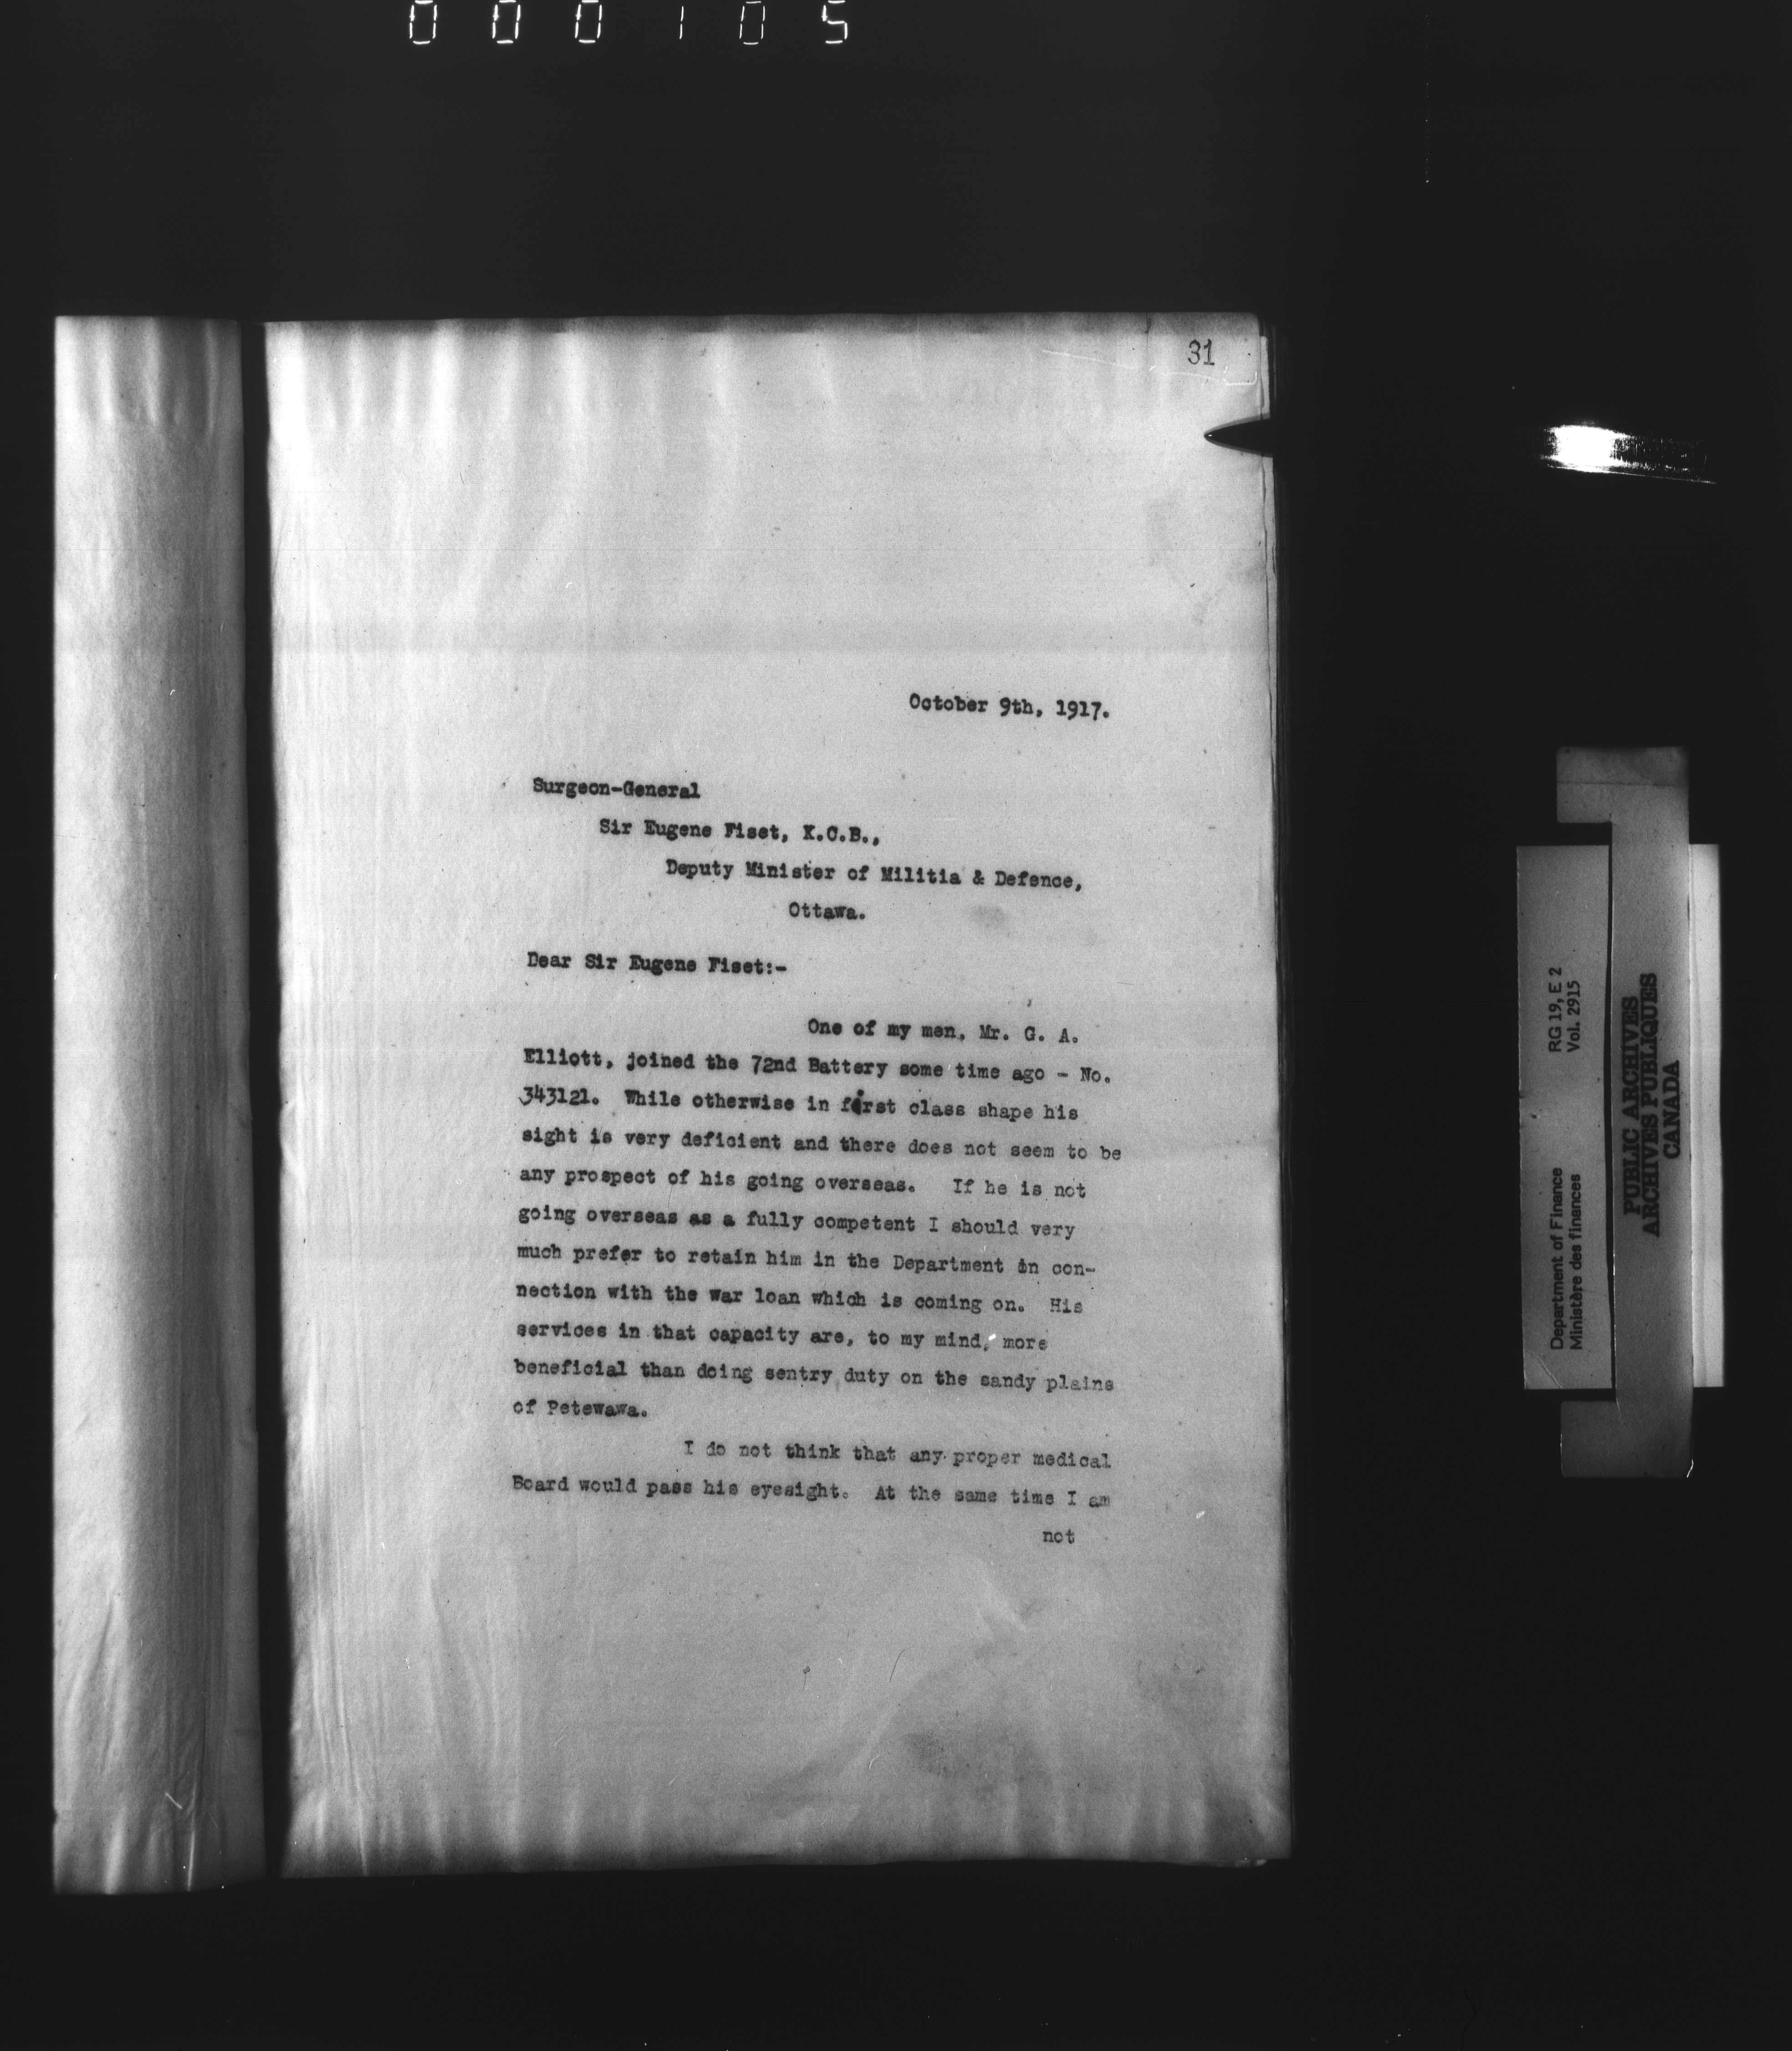 000105
31
October 9th, 1917.
Surgeon-General
Sir Eugene Fiset, K.C.B.,
Deputy Minister of Militia & Defence,
Ottawa.
Dear Sir Eugene Fiset:-
One of my men, Mr. G. A.
Elliott, joined the 72nd Battery some time ago - No.
343121. While otherwise in first class shape his
sight is very deficient and there does not seem to be
any prospect of his going overseas. If he is not
going overseas as a fully competent I should very
much prefer to retain him in the Department in con-
nection with the war loan which is coming on. His
services in that capacity are, to my mind, more
beneficial than doing sentry duty on the sandy plains
of Petewawa.
I do not think that any proper medical
Board would pass his eyesight. At the same time I am
not
Department of Finance RG 19, E 2
Ministère des finances Vol. 2915
PUBLIC ARCHIVES
ARCHIVES PUBLIQUES
CANADA